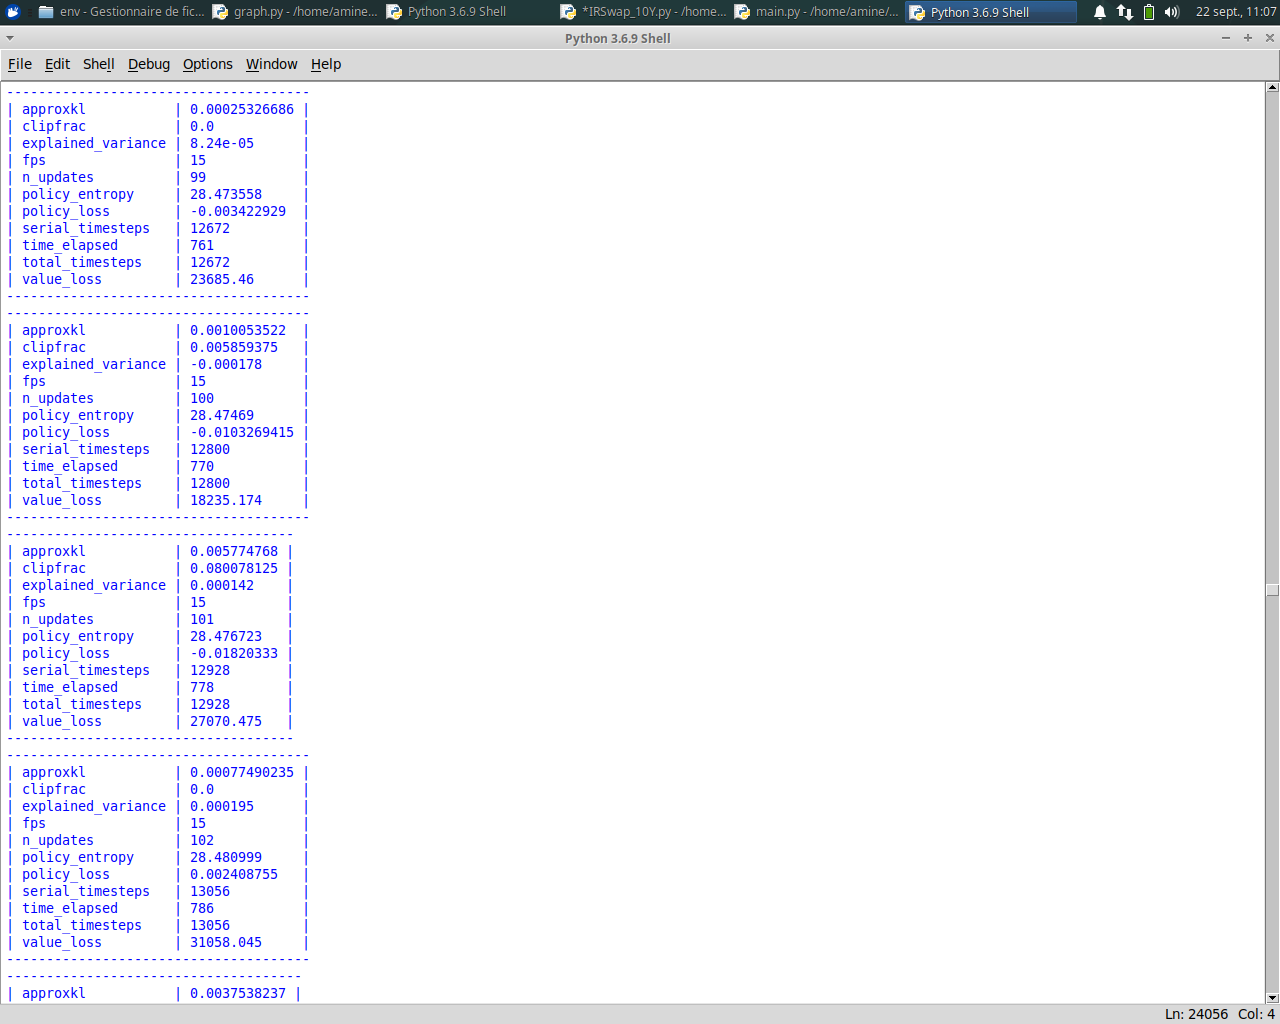 env - Gestionnaire de fic... graph.py - /home/amine... Python 3.6.9 Shell *IRSwap_10Y.py - /home... main.py - /home/amine/... Python 3.6.9 Shell 22 sept., 11:07
Python 3.6.9 Shell
File Edit Shell Debug Options Window Help
--------------------------------------
| approxkl           | 0.00025326686 |
| clipfrac           | 0.0           |
| explained_variance | 8.24e-05      |
| fps                | 15            |
| n_updates          | 99            |
| policy_entropy     | 28.473558     |
| policy_loss        | -0.003422929  |
| serial_timesteps   | 12672         |
| time_elapsed       | 761           |
| total_timesteps    | 12672         |
| value_loss         | 23685.46      |
--------------------------------------
--------------------------------------
| approxkl           | 0.0010053522  |
| clipfrac           | 0.005859375   |
| explained_variance | -0.000178     |
| fps                | 15            |
| n_updates          | 100           |
| policy_entropy     | 28.47469      |
| policy_loss        | -0.0103269415 |
| serial_timesteps   | 12800         |
| time_elapsed       | 770           |
| total_timesteps    | 12800         |
| value_loss         | 18235.174     |
--------------------------------------
------------------------------------
| approxkl           | 0.005774768 |
| clipfrac           | 0.080078125 |
| explained_variance | 0.000142    |
| fps                | 15          |
| n_updates          | 101         |
| policy_entropy     | 28.476723   |
| policy_loss        | -0.01820333 |
| serial_timesteps   | 12928       |
| time_elapsed       | 778         |
| total_timesteps    | 12928       |
| value_loss         | 27070.475   |
------------------------------------
--------------------------------------
| approxkl           | 0.00077490235 |
| clipfrac           | 0.0           |
| explained_variance | 0.000195      |
| fps                | 15            |
| n_updates          | 102           |
| policy_entropy     | 28.480999     |
| policy_loss        | 0.002408755   |
| serial_timesteps   | 13056         |
| time_elapsed       | 786           |
| total_timesteps    | 13056         |
| value_loss         | 31058.045     |
--------------------------------------
-------------------------------------
| approxkl           | 0.0037538237 |
Ln: 24056 Col: 4